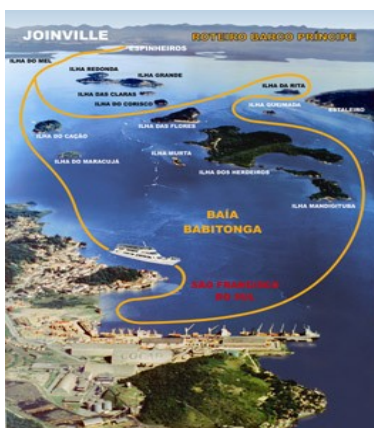 JOINVILLE
ROTEIRO BARCO PRÍNCIPE
ESPINHEIROS
ILHA DO MEL
ILHA REDONDA
ILHA GRANDE
ILHA DAS CLARAS
ILHA DO CORISCO
ILHA DA RITA
ILHA QUEIMADA
ESTALEIRO
ILHA DO CAÇÃO
ILHA DAS FLORES
ILHA DO MARACUJÁ
ILHA MURTA
ILHA DOS HERDEIROS
ILHA MANDIGITUBA
BAÍA
BABITONGA
SÃO FRANCISCO
DO SUL